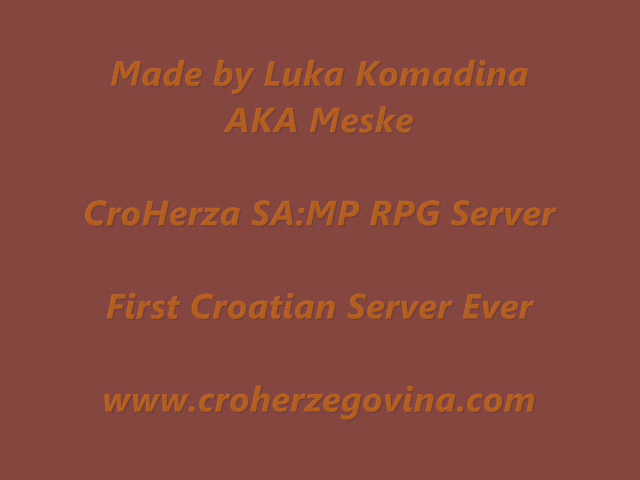 Made by Luka Komadina
AKA Meske
CroHerza SA:MP RPG Server
First Croatian Server Ever
www.croherzegovina.com